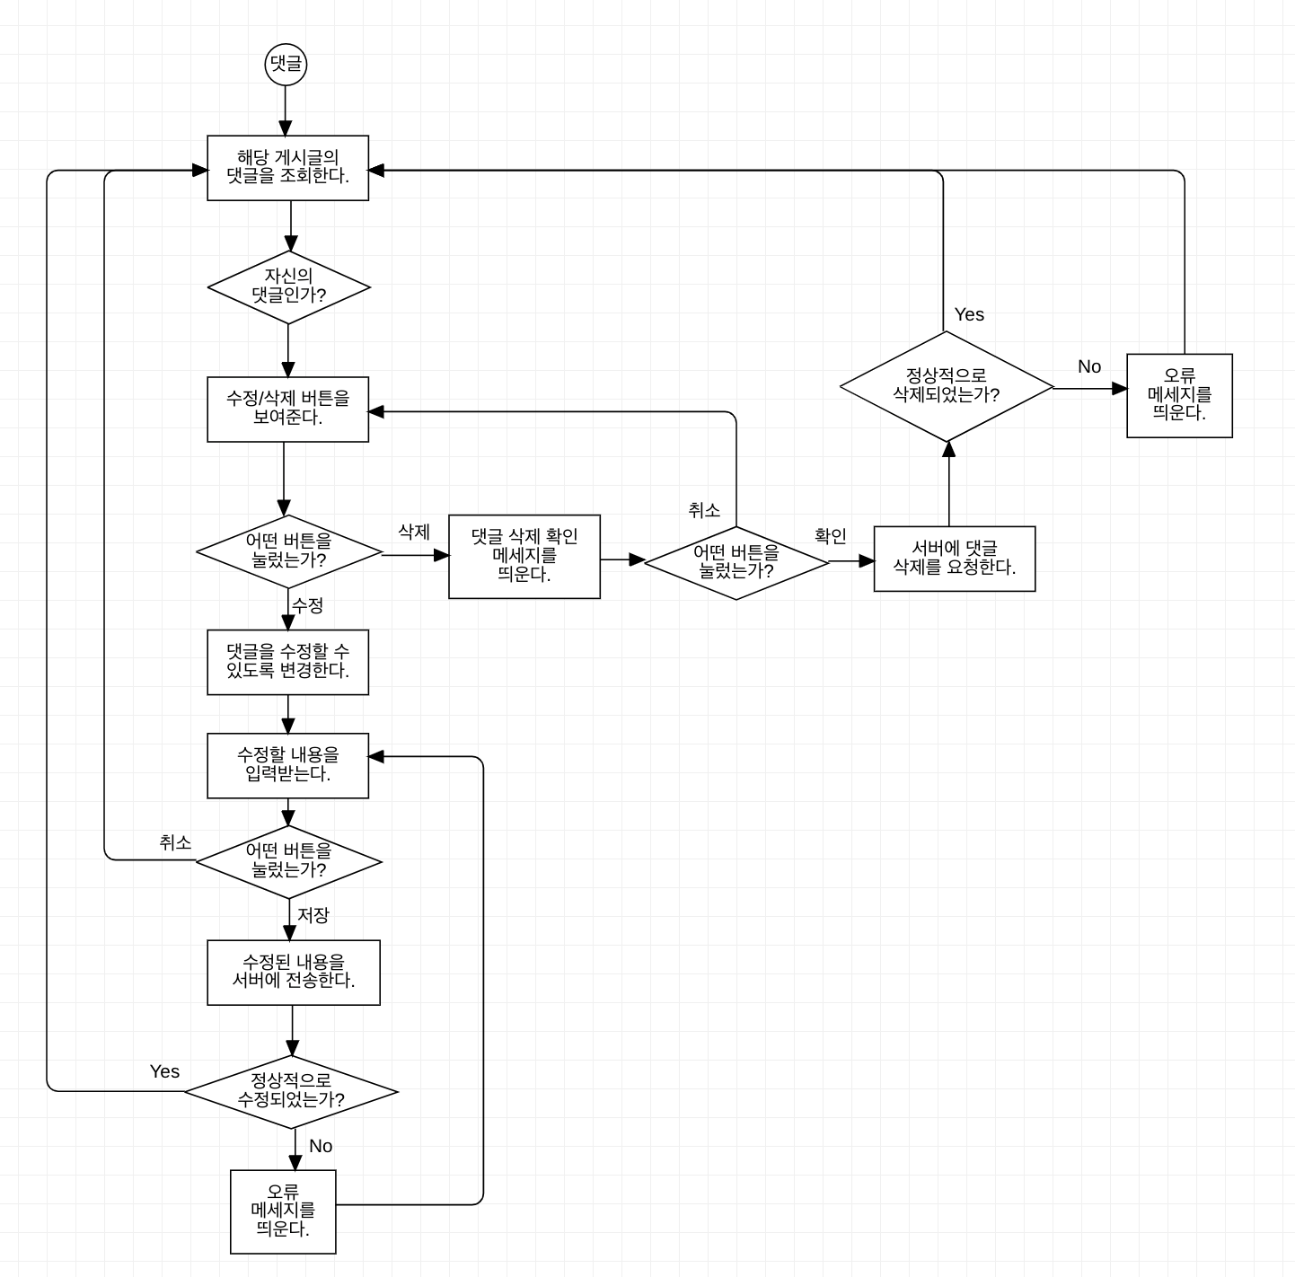 댓글
해당 게시글의
댓글을 조회한다.
자신의
댓글인가?
수정/삭제 버튼을
보여준다.
어떤 버튼을
눌렀는가?
삭제
댓글 삭제 확인
메세지를
띄운다.
어떤 버튼을
눌렀는가?
취소
확인
서버에 댓글
삭제를 요청한다.
정상적으로
삭제되었는가?
Yes
No
오류
메세지를
띄운다.
수정
댓글을 수정할 수
있도록 변경한다.
수정할 내용을
입력받는다.
어떤 버튼을
눌렀는가?
취소
저장
수정된 내용을
서버에 전송한다.
정상적으로
수정되었는가?
Yes
No
오류
메세지를
띄운다.